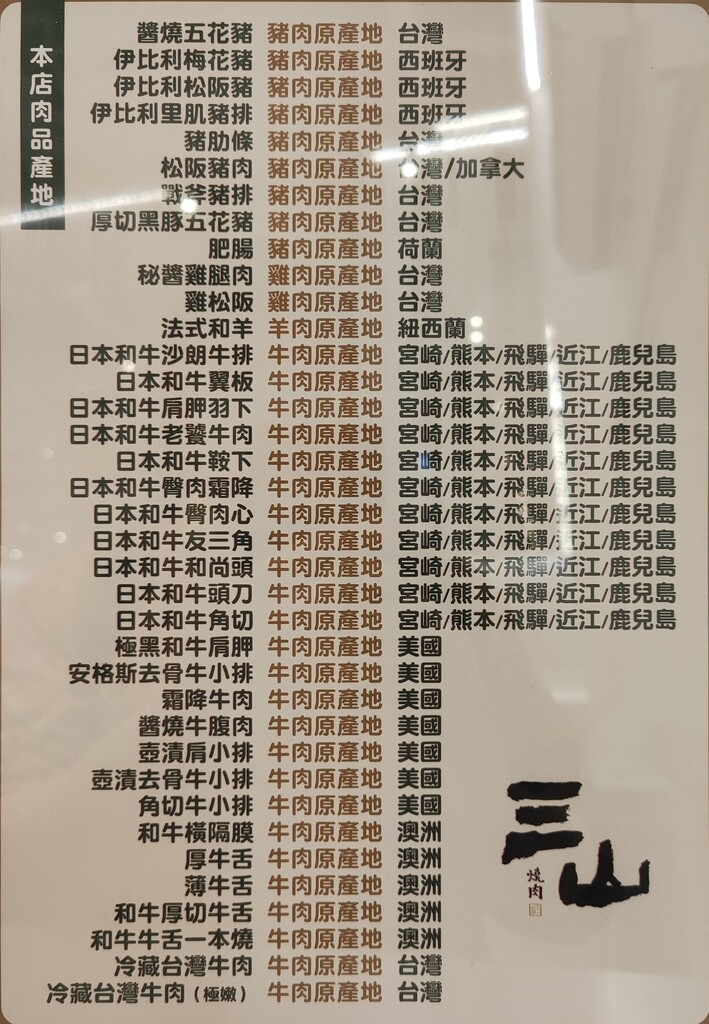 本店肉品產地
醬燒五花豬 豬肉原產地 台灣
伊比利梅花豬 豬肉原產地 西班牙
伊比利松阪豬 豬肉原產地 西班牙
伊比利里肌豬排 豬肉原產地 西班牙
豬肋條 豬肉原產地 台灣
松阪豬肉 豬肉原產地 台灣/加拿大
戰斧豬排 豬肉原產地 台灣
厚切黑豚五花豬 豬肉原產地 台灣
肥腸 豬肉原產地 荷蘭
秘醬雞腿肉 雞肉原產地 台灣
雞松阪 雞肉原產地 台灣
法式和羊 羊肉原產地 紐西蘭
日本和牛沙朗牛排 牛肉原產地 宮崎/熊本/飛驒/近江/鹿兒島
日本和牛翼板 牛肉原產地 宮崎/熊本/飛驒/近江/鹿兒島
日本和牛肩胛羽下 牛肉原產地 宮崎/熊本/飛驒/近江/鹿兒島
日本和牛老饕牛肉 牛肉原產地 宮崎/熊本/飛驒/近江/鹿兒島
日本和牛鞍下 牛肉原產地 宮崎/熊本/飛驒/近江/鹿兒島
日本和牛臀肉霜降 牛肉原產地 宮崎/熊本/飛驒/近江/鹿兒島
日本和牛臀肉心 牛肉原產地 宮崎/熊本/飛驒/近江/鹿兒島
日本和牛友三角 牛肉原產地 宮崎/熊本/飛驒/近江/鹿兒島
日本和牛和尚頭 牛肉原產地 宮崎/熊本/飛驒/近江/鹿兒島
日本和牛頭刀 牛肉原產地 宮崎/熊本/飛驒/近江/鹿兒島
日本和牛角切 牛肉原產地 宮崎/熊本/飛驒/近江/鹿兒島
極黑和牛肩胛 牛肉原產地 美國
安格斯去骨牛小排 牛肉原產地 美國
霜降牛肉 牛肉原產地 美國
醬燒牛腹肉 牛肉原產地 美國
壺漬肩小排 牛肉原產地 美國
壺漬去骨牛小排 牛肉原產地 美國
角切牛小排 牛肉原產地 美國
和牛橫隔膜 牛肉原產地 澳洲
厚牛舌 牛肉原產地 澳洲
薄牛舌 牛肉原產地 澳洲
和牛厚切牛舌 牛肉原產地 澳洲
和牛牛舌一本燒 牛肉原產地 澳洲
冷藏台灣牛肉 牛肉原產地 台灣
冷藏台灣牛肉（極嫩） 牛肉原產地 台灣
三山
燒肉